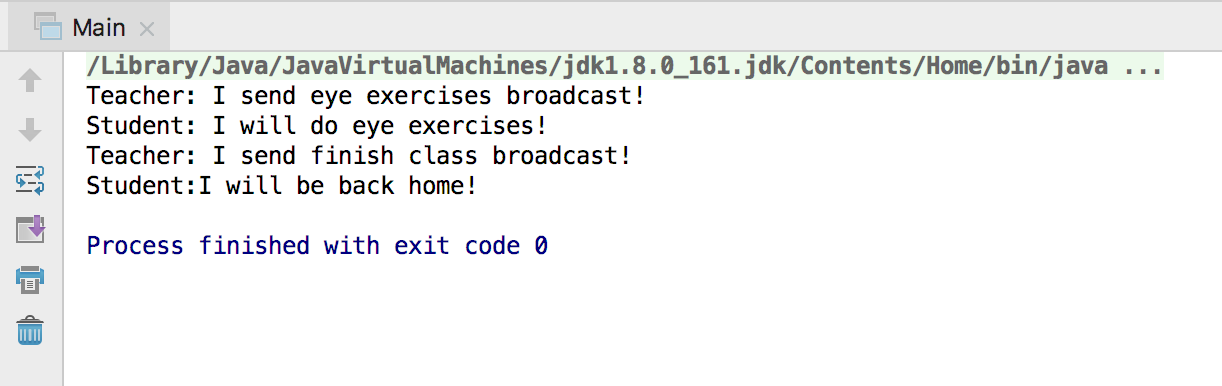 Main
/Library/Java/JavaVirtualMachines/jdk1.8.0_161.jdk/Contents/Home/bin/java ...
Teacher: I send eye exercises broadcast!
Student: I will do eye exercises!
Teacher: I send finish class broadcast!
Student:I will be back home!
Process finished with exit code 0